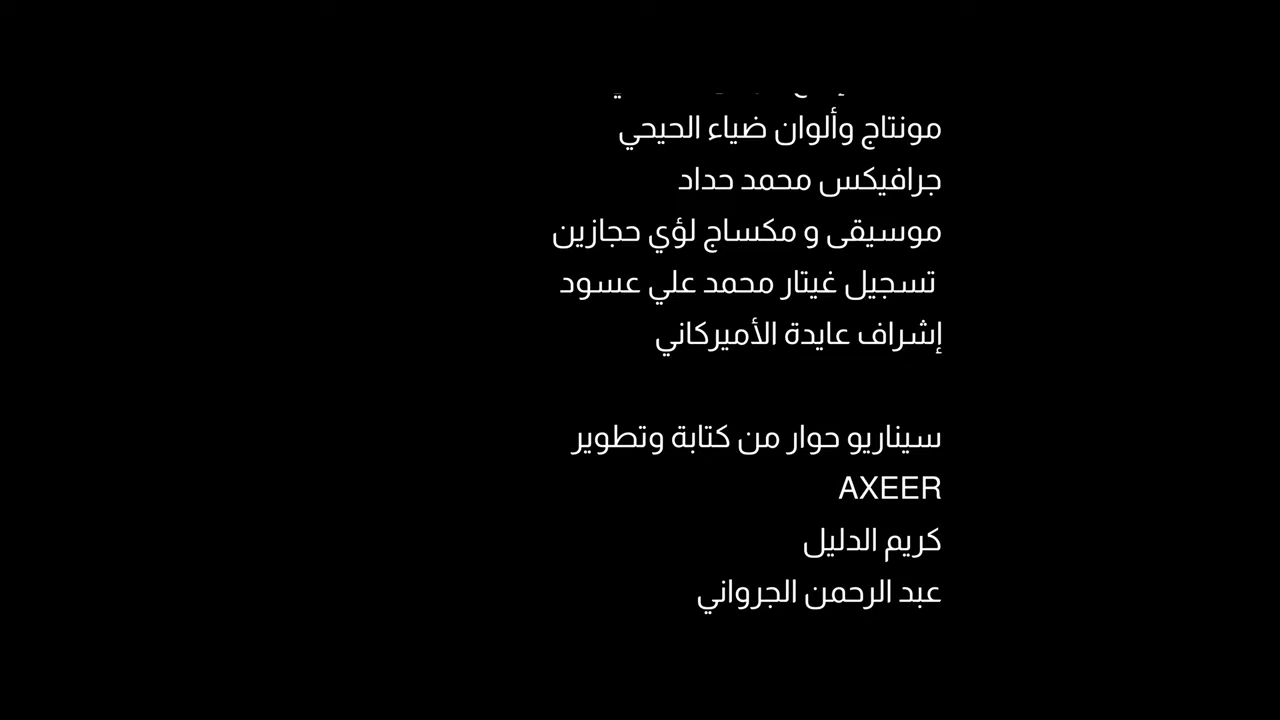 مونتاج وألوان ضياء الحيحي
جرافيكس محمد حداد
موسيقى و مكساج لؤي حجازين
تسجيل غيتار محمد علي عسود
إشراف عايدة الأميركاني
سيناريو حوار من كتابة وتطوير
AXEER
كريم الدليل
عبد الرحمن الجرواني